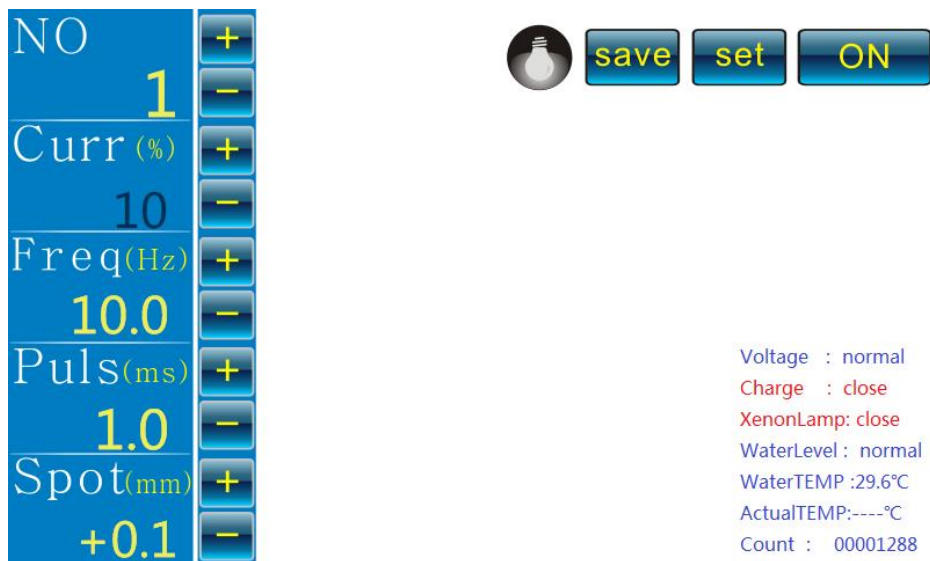 NO
+
1
-
Curr (%)
+
10
-
Freq(Hz)
+
10.0
-
Puls(ms)
+
1.0
-
Spot(mm)
+
+0.1
-
save
set
ON
Voltage : normal
Charge : close
XenonLamp: close
WaterLevel : normal
WaterTEMP :29.6℃
ActualTEMP:----℃
Count : 00001288